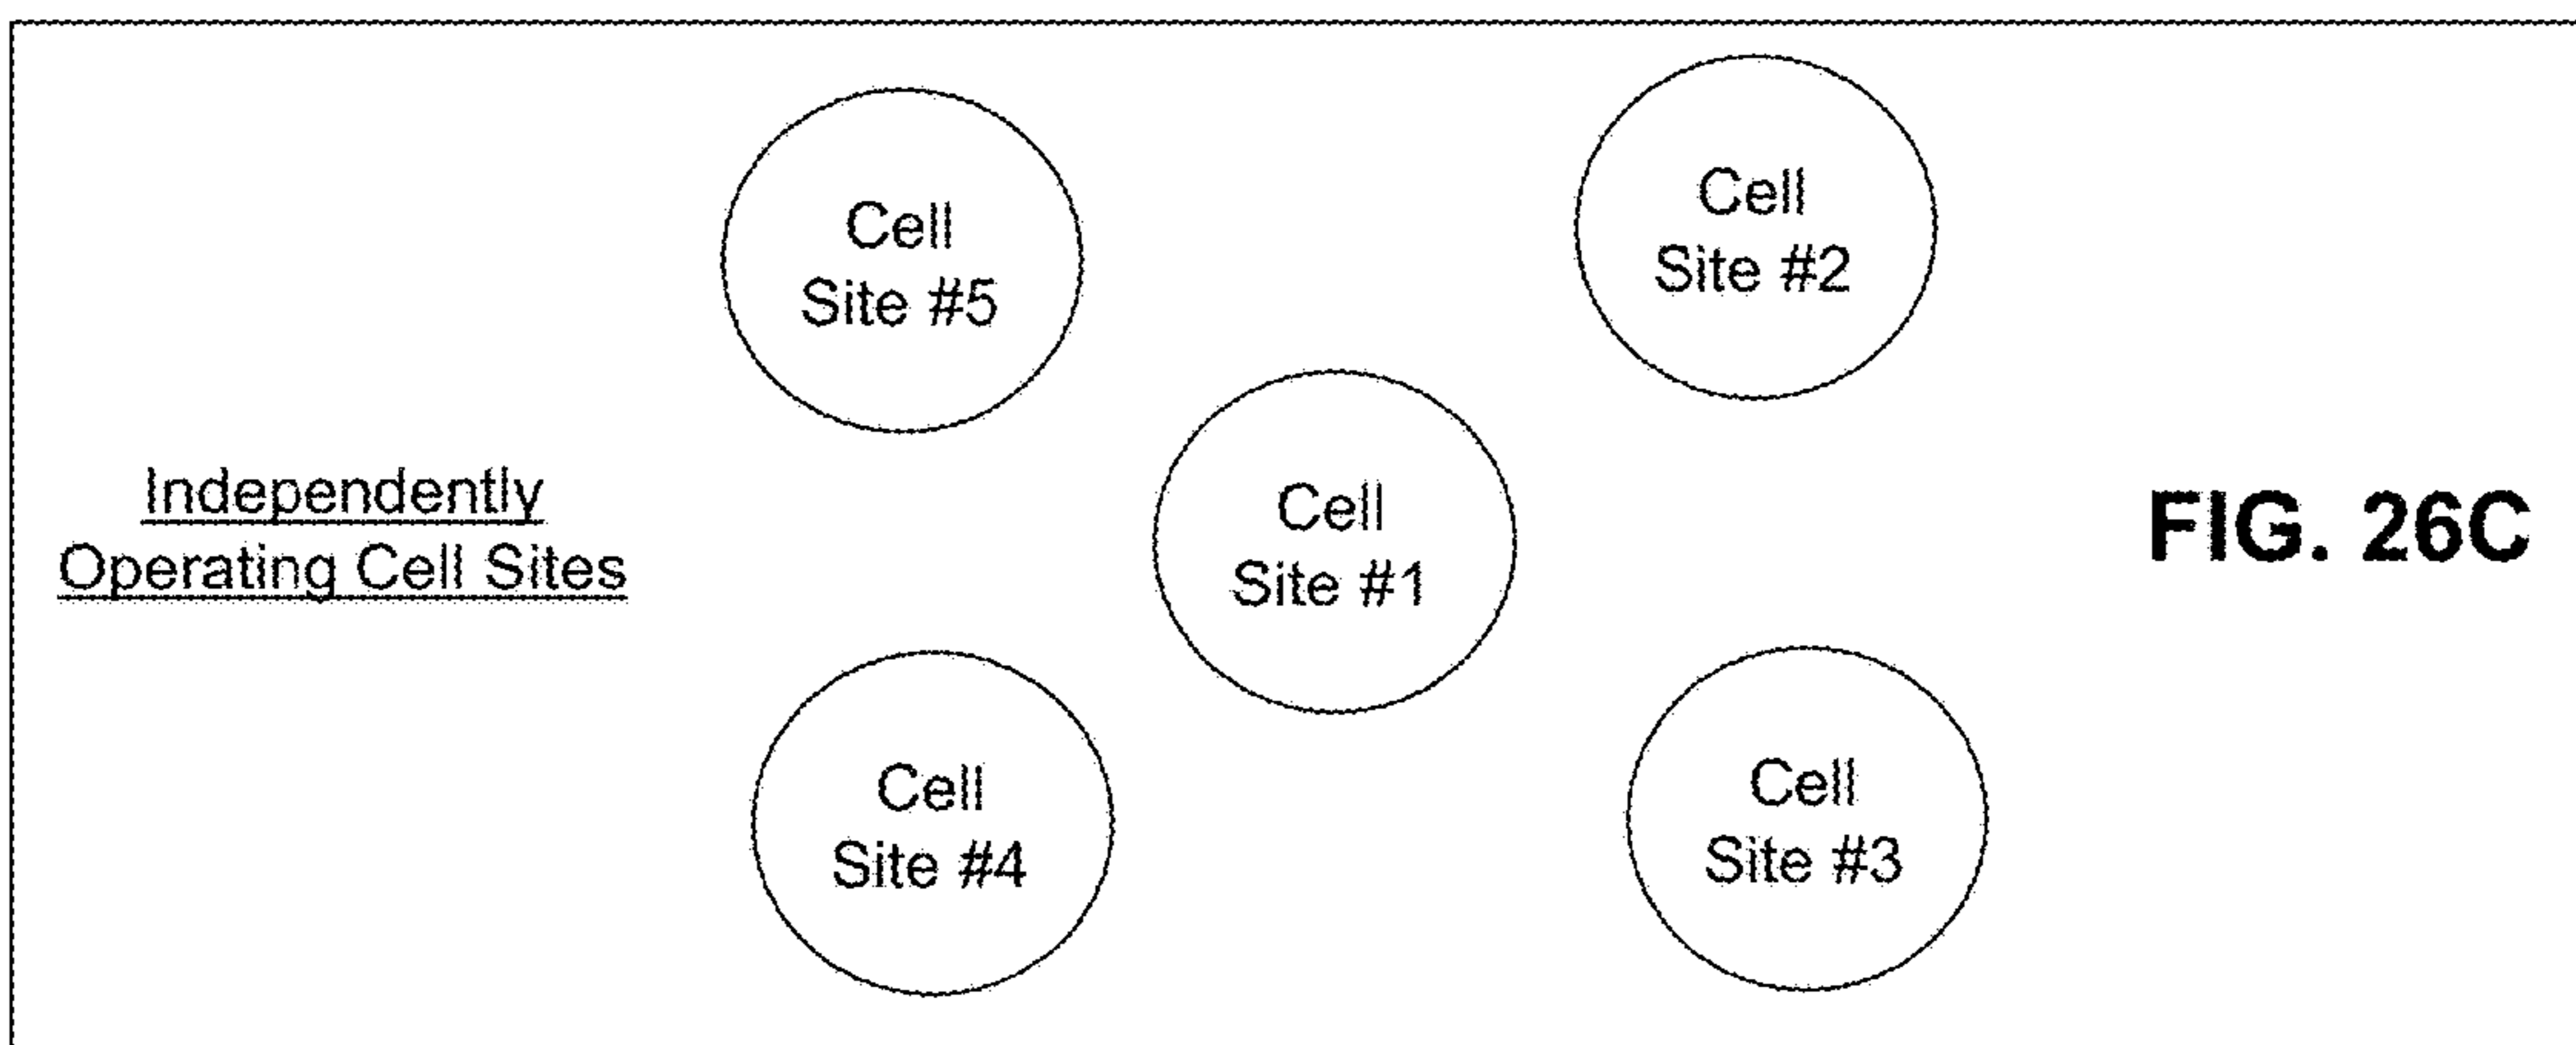 Cell
Site #5
Cell
Site #2
Independently
Operating Cell Sites
Cell
Site #1
FIG. 26C
Cell
Site #4
Cell
Site #3